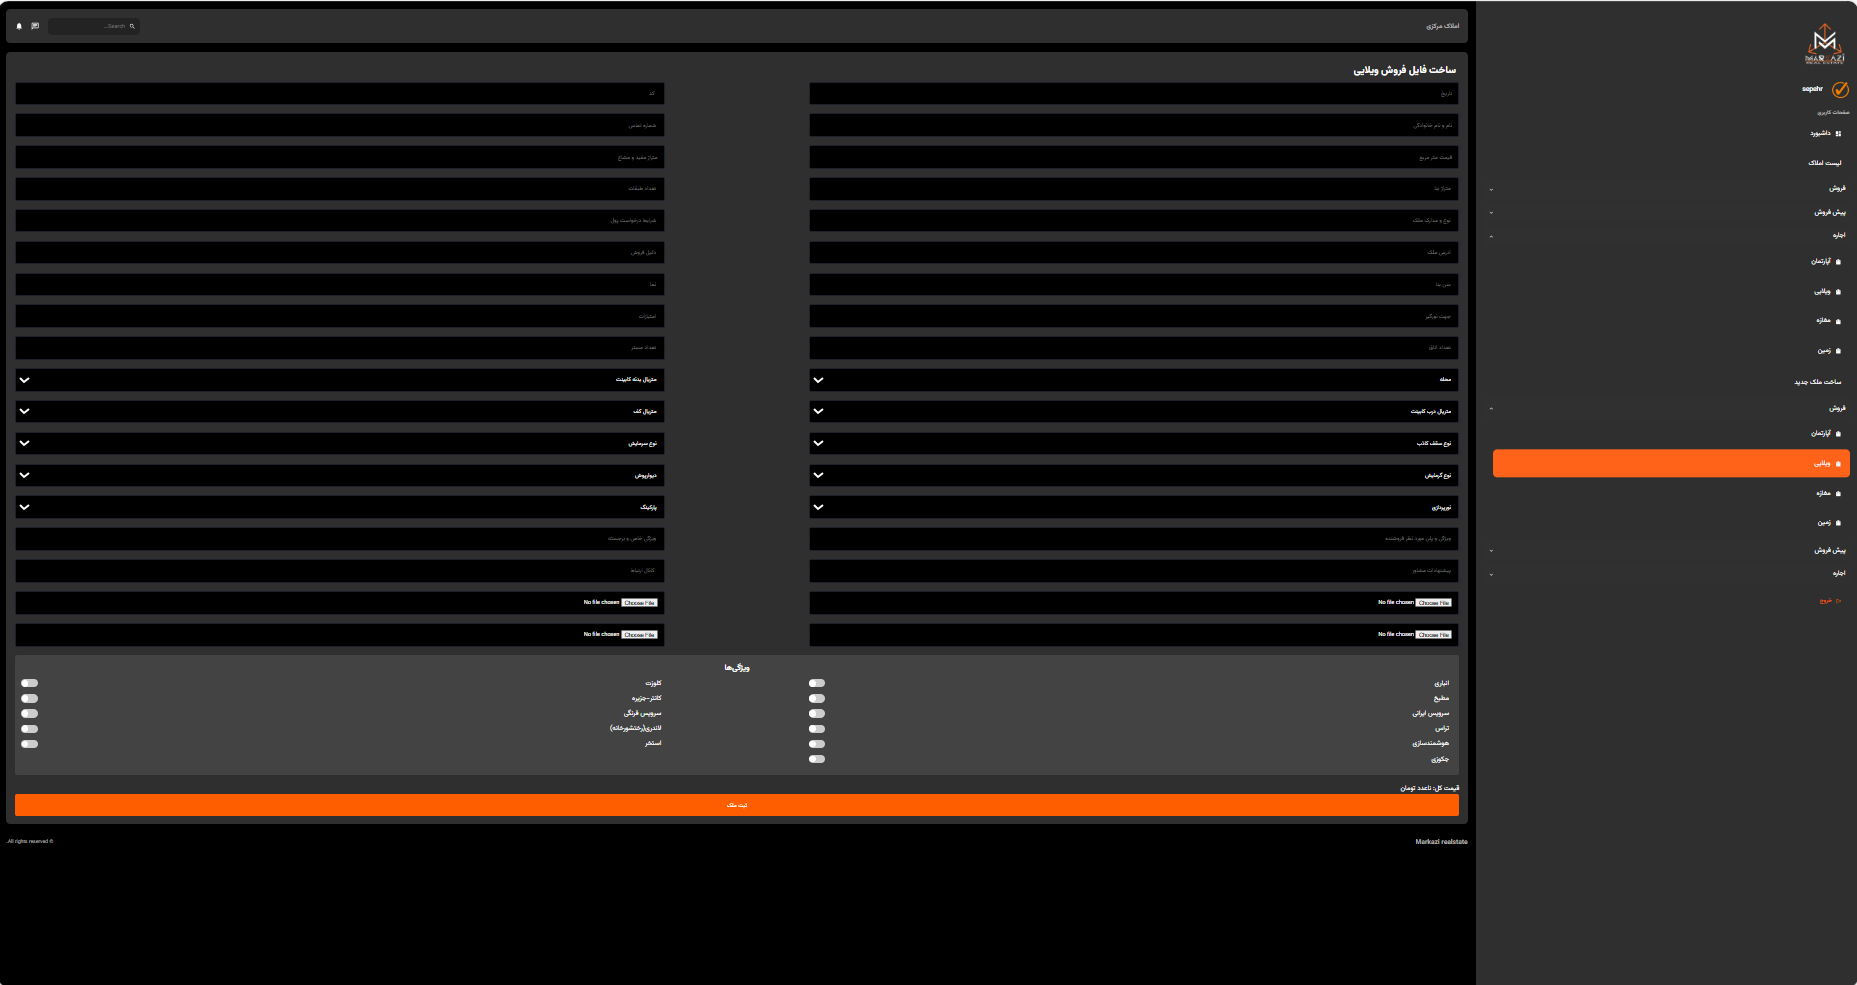 املاک مرکزی
Search...
MARKAZI
REAL ESTATE
sepehr
صفحات کاربری
داشبورد
لیست املاک
فروش
پیش فروش
اجاره
آپارتمان
ویلایی
مغازه
زمین
ساخت ملک جدید
فروش
آپارتمان
ویلایی
مغازه
زمین
پیش فروش
اجاره
خروج
ساخت فایل فروش ویلایی
تاریخ
کد
نام و نام خانوادگی
شماره تماس
قیمت متر مربع
متراژ مفید و مشاع
متراژ بنا
تعداد طبقات
نوع و مدارک ملک
شرایط درخواست پول
آدرس ملک
دلیل فروش
سن بنا
نما
جهت نورگیر
امتیازات
تعداد اتاق
تعداد مستر
محله
متریال بدنه کابینت
متریال درب کابینت
متریال کف
نوع سقف کاذب
نوع سرمایش
نوع گرمایش
دیوارپوش
نورپردازی
پارکینگ
ویژگی و پلن مورد نظر فروشنده
ویژگی خاص و برجسته
پیشنهادات مشاور
کانال ارتباط
Choose File No file chosen
Choose File No file chosen
Choose File No file chosen
Choose File No file chosen
ویژگی‌ها
انباری
کلوزت
مطبخ
کانتر-جزیره
سرویس ایرانی
سرویس فرنگی
تراس
لاندری(رختشورخانه)
هوشمندسازی
استخر
جکوزی
قیمت کل: ناعدد تومان
ثبت ملک
Markazi realstate
© All rights reserved.